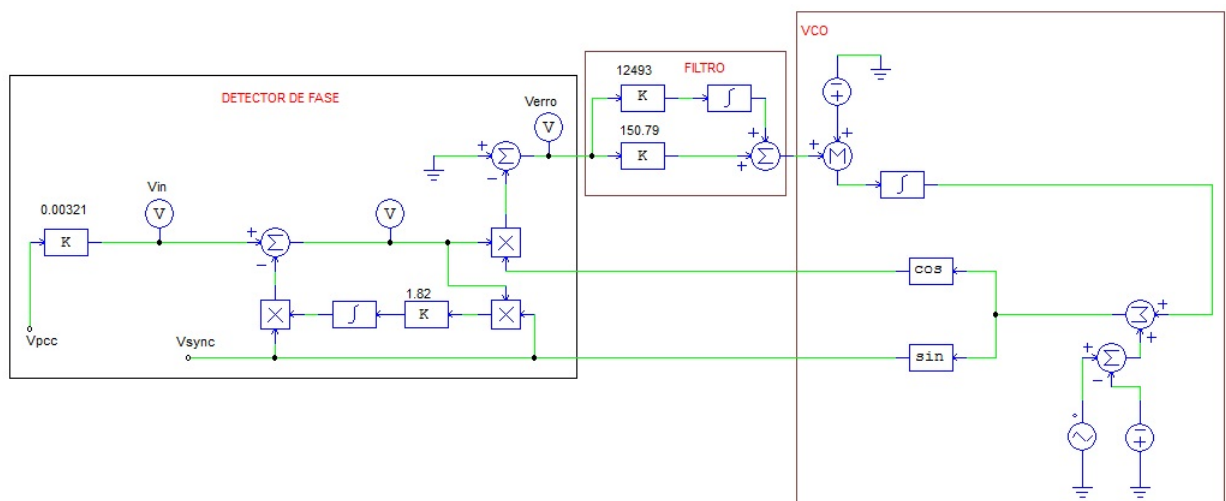 VCO
12493
FILTRO
K
DETECTOR DE FASE
Verro
V
150.79
K
M
0.00321
Vin
V
V
K
cos
1.82
K
Vpcc
Vsync
sin